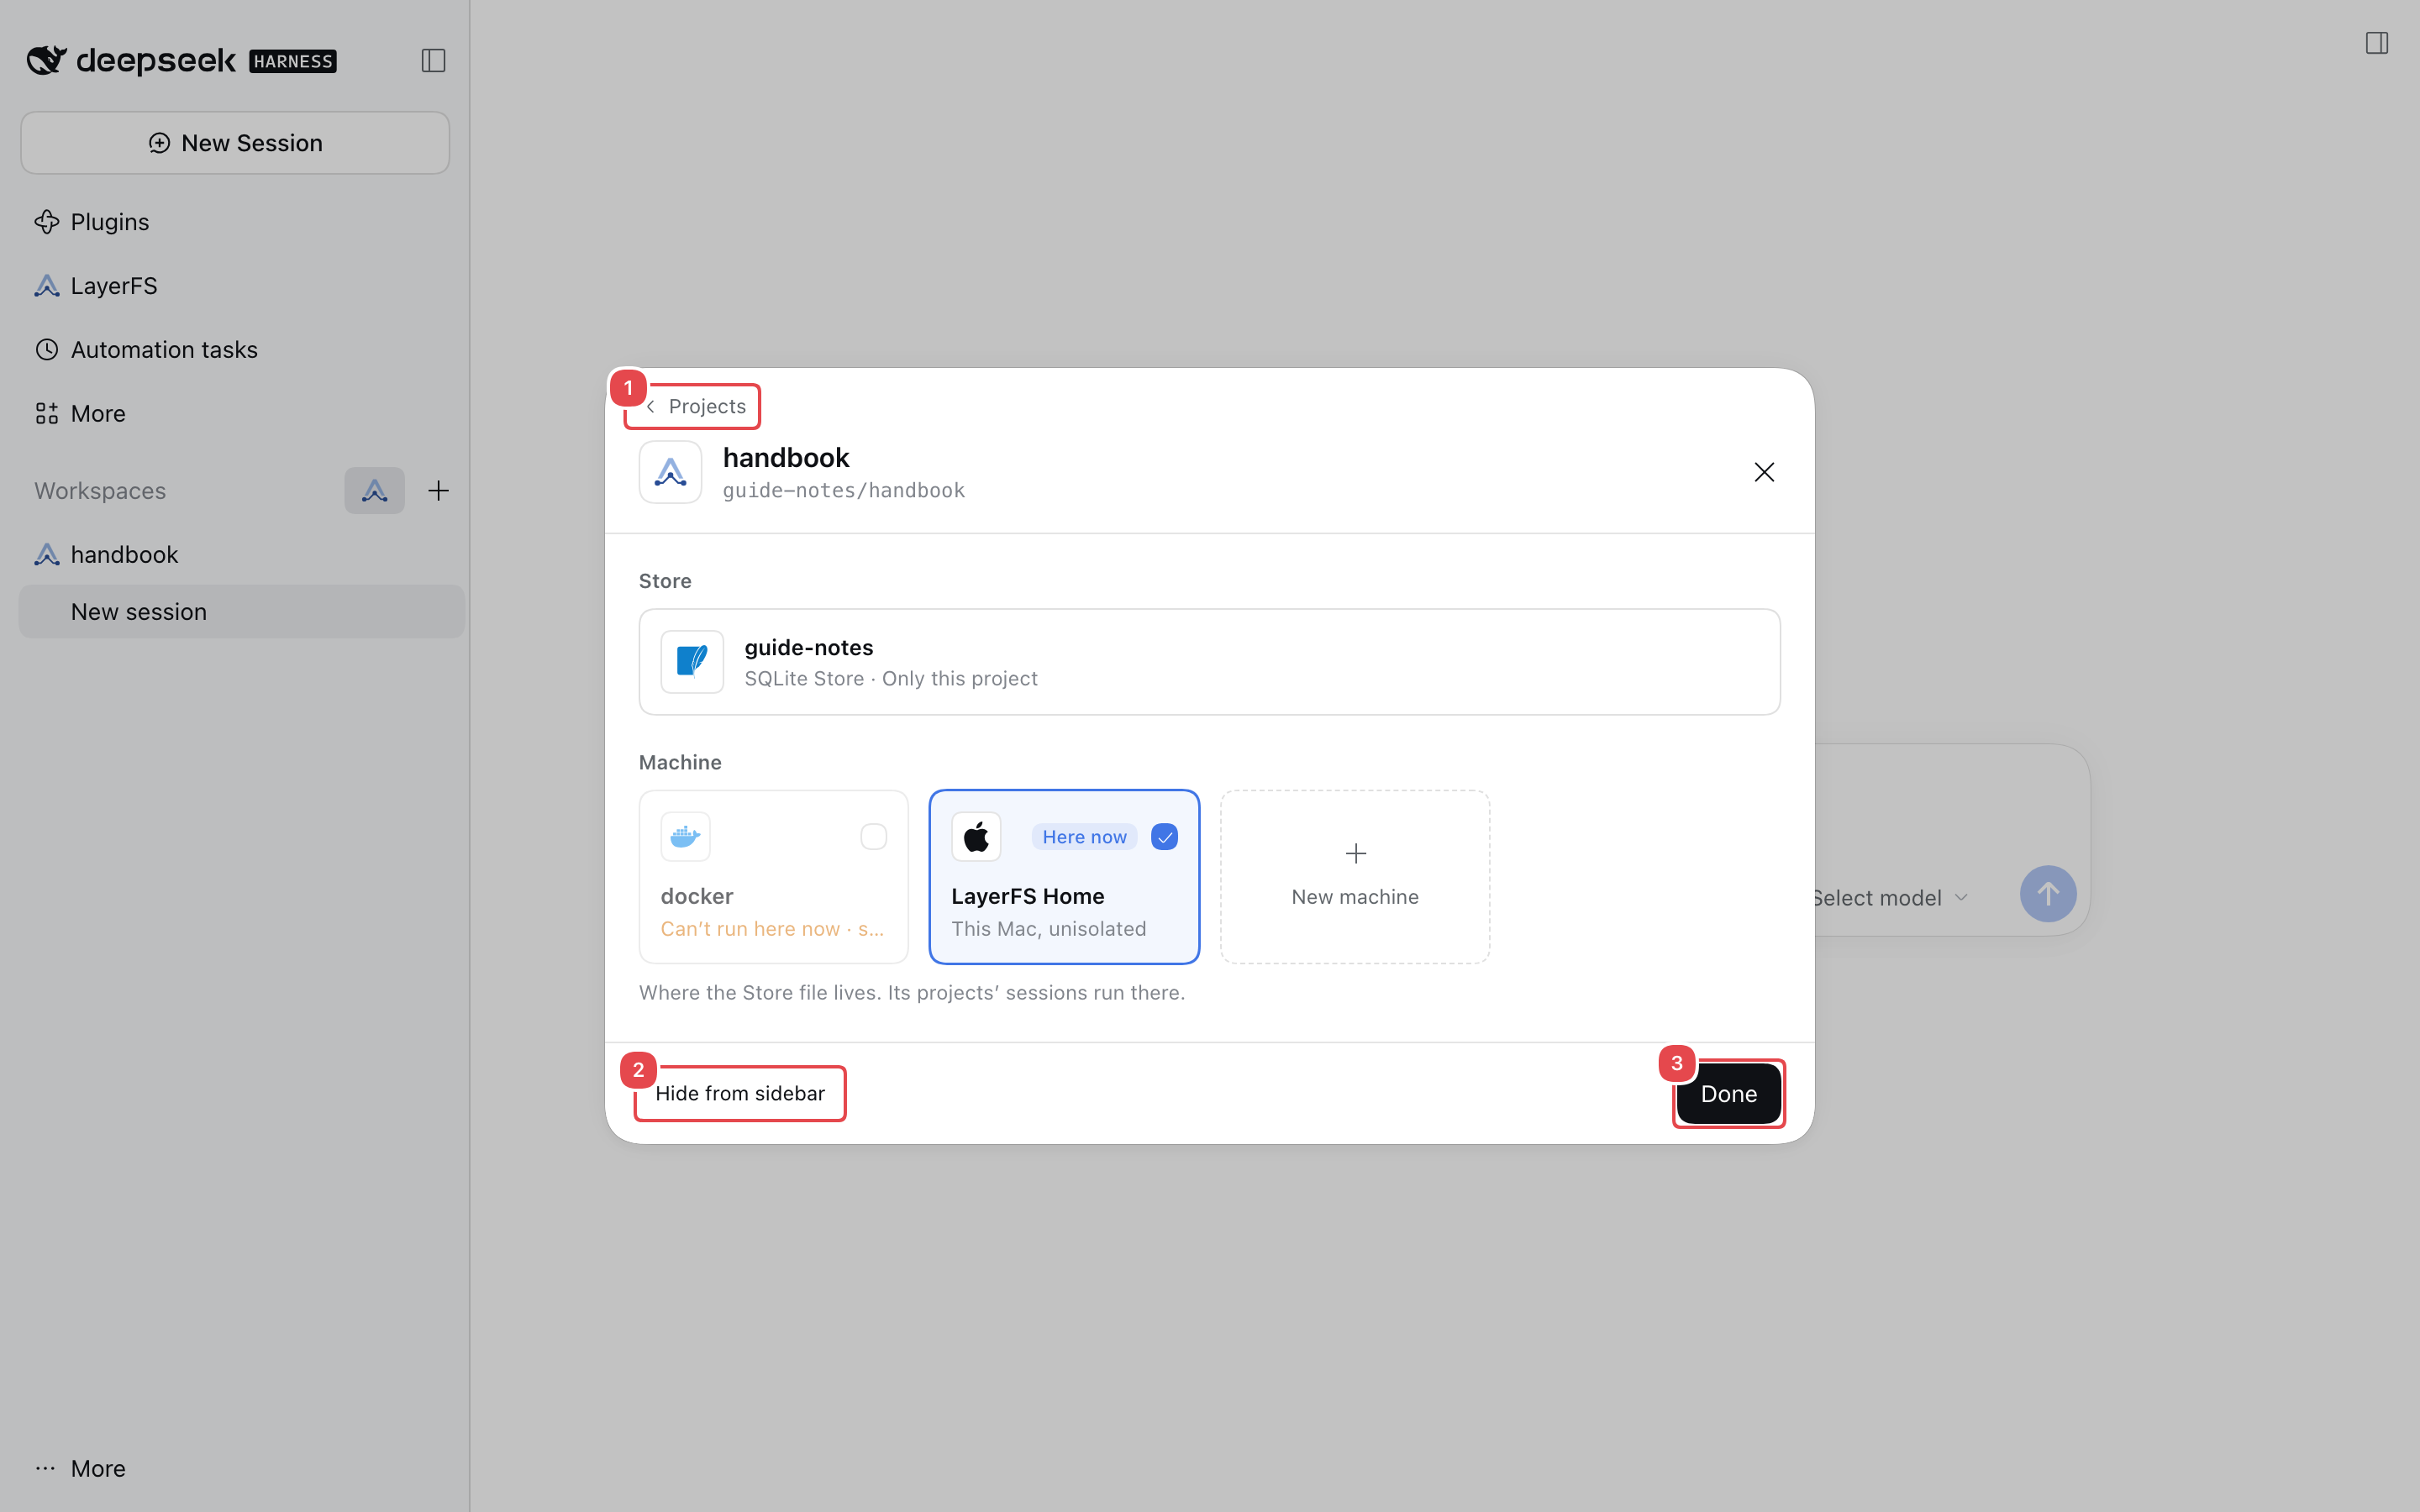 deepseek HARNESS
New Session
Plugins
LayerFS
Automation tasks
More
Workspaces
handbook
New session
More
1
Projects
handbook
guide-notes/handbook
Store
guide-notes
SQLite Store · Only this project
Machine
docker
Can’t run here now · s...
Here now
LayerFS Home
This Mac, unisolated
New machine
Where the Store file lives. Its projects’ sessions run there.
2
Hide from sidebar
3
Done
Select model